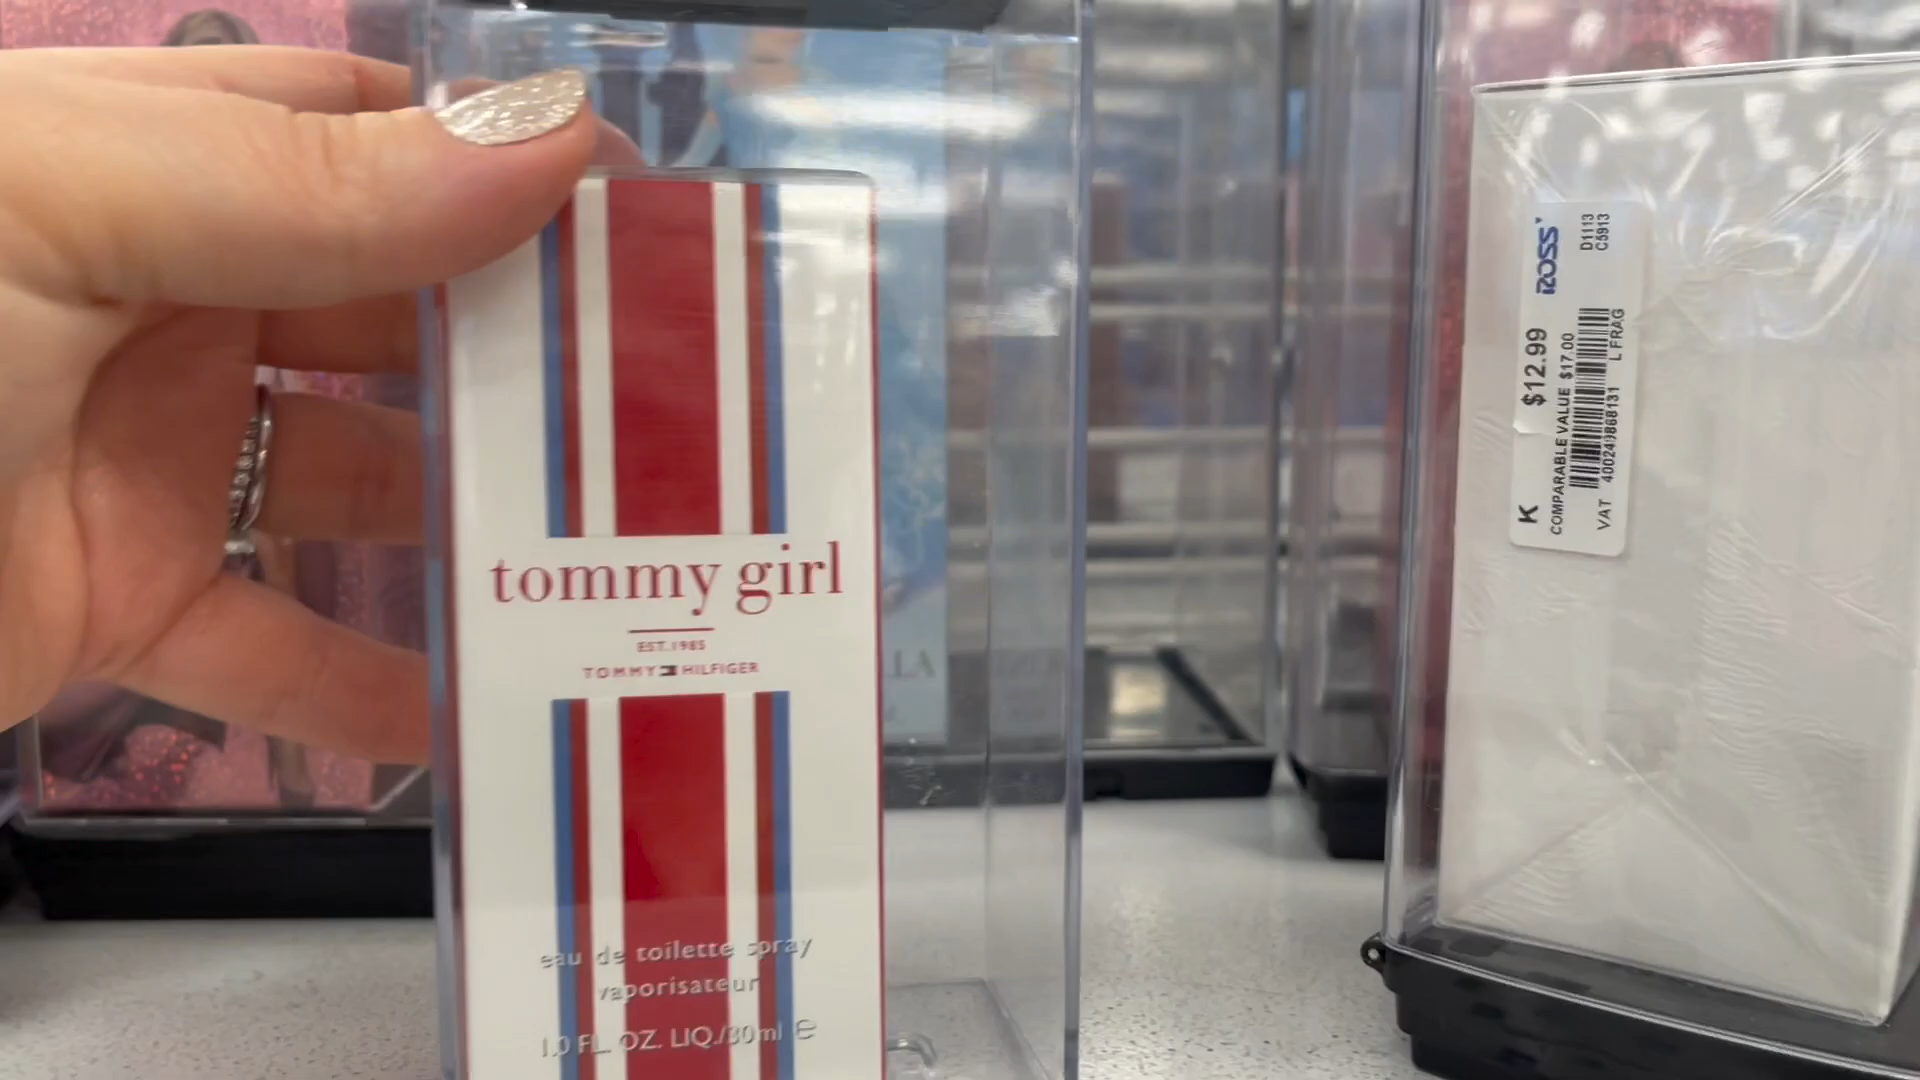 tommy girl
EST. 1985
TOMMY HILFIGER
eau de toilette spray
vaporisateur
1.0 FL. OZ. LIQ./30ml e
ROSS
D1113
C5913
K $12.99
COMPARABLE VALUE $17.00
VAT 400249868131 L FRAG